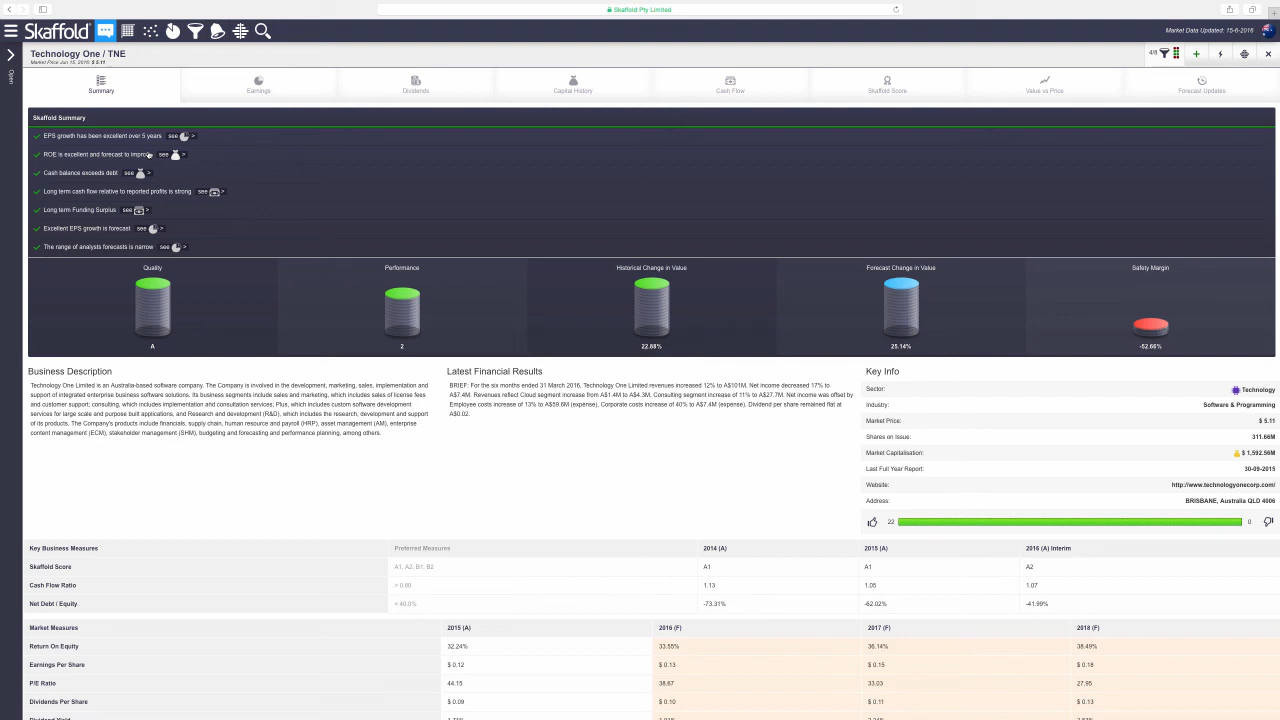 Skaffold Pty Limited
Skaffold
Market Data Updated: 15-6-2016
Technology One / TNE
Market Price Jun 15, 2016: $ 5.11
4/8
Open
Summary
Earnings
Dividends
Capital History
Cash Flow
Skaffold Score
Value vs Price
Forecast Updates
Skaffold Summary
EPS growth has been excellent over 5 years see >
ROE is excellent and forecast to improve see >
Cash balance exceeds debt see >
Long term cash flow relative to reported profits is strong see >
Long term Funding Surplus see >
Excellent EPS growth is forecast see >
The range of analysts forecasts is narrow see >
Quality
Performance
Historical Change in Value
Forecast Change in Value
Safety Margin
A
2
22.88%
25.14%
-52.66%
Business Description
Technology One Limited is an Australia-based software company. The Company is involved in the development, marketing, sales, implementation and
support of integrated enterprise business software solutions. Its business segments include sales and marketing, which includes sales of license fees
and customer support; consulting, which includes implementation and consultation services; Plus, which includes custom software development
services for large scale and purpose built applications, and Research and development (R&D), which includes the research, development and support
of its products. The Company's products include financials, supply chain, human resource and payroll (HRP), asset management (AM), enterprise
content management (ECM), stakeholder management (SHM), budgeting and forecasting and performance planning, among others.
Latest Financial Results
BRIEF: For the six months ended 31 March 2016, Technology One Limited revenues increased 12% to A$101M. Net income decreased 17% to
A$7.4M. Revenues reflect Cloud segment increase from A$1.4M to A$4.3M, Consulting segment increase of 11% to A$27.7M. Net income was offset by
Employee costs increase of 13% to A$59.6M (expense), Corporate costs increase of 40% to A$7.4M (expense). Dividend per share remained flat at
A$0.02.
Key Info
Sector: Technology
Industry: Software & Programming
Market Price: $ 5.11
Shares on Issue: 311.66M
Market Capitalisation: $ 1,592.56M
Last Full Year Report: 30-09-2015
Website: http://www.technologyonecorp.com/
Address: BRISBANE, Australia QLD 4006
22 0
Key Business Measures Preferred Measures 2014 (A) 2015 (A) 2016 (A) Interim
Skaffold Score A1, A2, B1, B2 A1 A1 A2
Cash Flow Ratio > 0.80 1.13 1.05 1.07
Net Debt / Equity < 40.0% -73.31% -62.02% -41.99%
Market Measures 2015 (A) 2016 (F) 2017 (F) 2018 (F)
Return On Equity 32.24% 33.55% 36.14% 38.49%
Earnings Per Share $ 0.12 $ 0.13 $ 0.15 $ 0.18
P/E Ratio 44.15 38.67 33.03 27.95
Dividends Per Share $ 0.09 $ 0.10 $ 0.11 $ 0.13